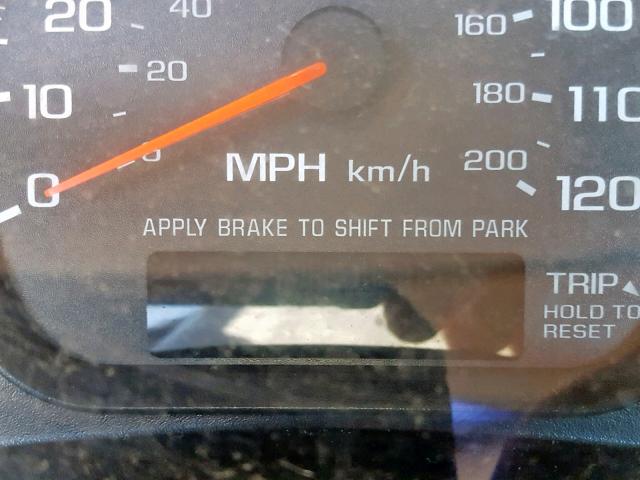 20 40 160 100
20
10 180 110
0 200 120
MPH km/h
APPLY BRAKE TO SHIFT FROM PARK
TRIP
HOLD TO
RESET